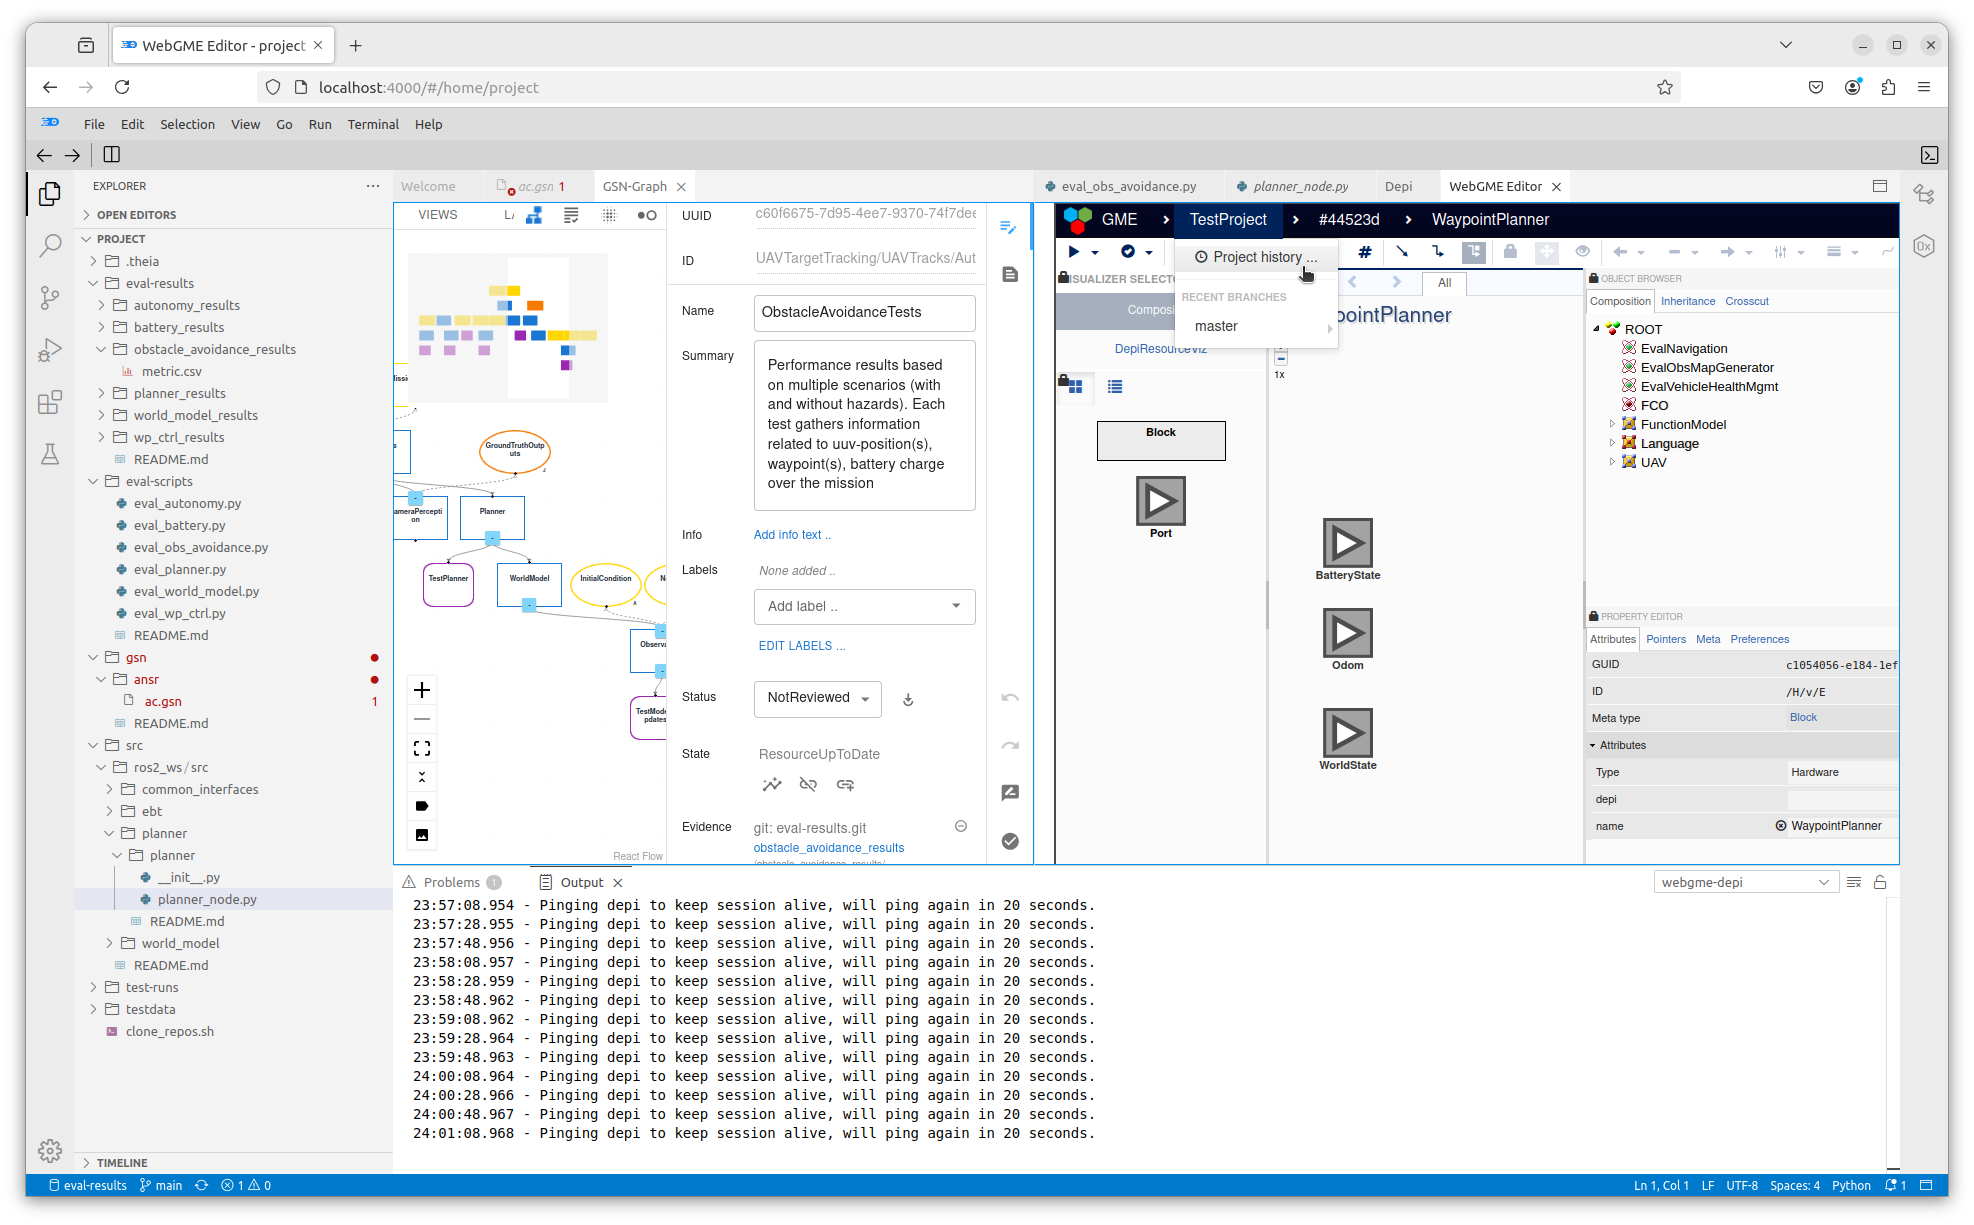 WebGME Editor - project
localhost:4000/#/home/project
File Edit Selection View Go Run Terminal Help
EXPLORER
OPEN EDITORS
PROJECT
.theia
eval-results
autonomy_results
battery_results
obstacle_avoidance_results
metric.csv
planner_results
world_model_results
wp_ctrl_results
README.md
eval-scripts
eval_autonomy.py
eval_battery.py
eval_obs_avoidance.py
eval_planner.py
eval_world_model.py
eval_wp_ctrl.py
README.md
gsn
ansr
ac.gsn 1
README.md
src
ros2_ws/src
common_interfaces
ebt
planner
planner
__init__.py
planner_node.py
README.md
world_model
README.md
test-runs
testdata
clone_repos.sh
TIMELINE
Welcome ac.gsn 1 GSN-Graph
VIEWS
GroundTruthOutp
uts
ameraPercepti
on
Planner
TestPlanner
WorldModel
InitialCondition
Observa
TestMode
pdates
React Flow
UUID c60f6675-7d95-4ee7-9370-74f7dee
ID UAVTargetTracking/UAVTracks/Aut
Name ObstacleAvoidanceTests
Summary Performance results based
on multiple scenarios (with
and without hazards). Each
test gathers information
related to uuv-position(s),
waypoint(s), battery charge
over the mission
Info Add info text ..
Labels None added ..
Add label ..
EDIT LABELS ...
Status NotReviewed
State ResourceUpToDate
Evidence git: eval-results.git
obstacle_avoidance_results
eval_obs_avoidance.py planner_node.py Depi WebGME Editor
GME TestProject #44523d WaypointPlanner
Project history ...
RECENT BRANCHES
master
ISUALIZER SELECTO
Composi
DepiResourceViz
Block
Port
All
pointPlanner
1x
BatteryState
Odom
WorldState
OBJECT BROWSER
Composition Inheritance Crosscut
ROOT
EvalNavigation
EvalObsMapGenerator
EvalVehicleHealthMgmt
FCO
FunctionModel
Language
UAV
PROPERTY EDITOR
Attributes Pointers Meta Preferences
GUID c1054056-e184-1ef
ID /H/v/E
Meta type Block
Attributes
Type Hardware
depi
name WaypointPlanner
Problems 1 Output webgme-depi
23:57:08.954 - Pinging depi to keep session alive, will ping again in 20 seconds.
23:57:28.955 - Pinging depi to keep session alive, will ping again in 20 seconds.
23:57:48.956 - Pinging depi to keep session alive, will ping again in 20 seconds.
23:58:08.957 - Pinging depi to keep session alive, will ping again in 20 seconds.
23:58:28.959 - Pinging depi to keep session alive, will ping again in 20 seconds.
23:58:48.962 - Pinging depi to keep session alive, will ping again in 20 seconds.
23:59:08.962 - Pinging depi to keep session alive, will ping again in 20 seconds.
23:59:28.964 - Pinging depi to keep session alive, will ping again in 20 seconds.
23:59:48.963 - Pinging depi to keep session alive, will ping again in 20 seconds.
24:00:08.964 - Pinging depi to keep session alive, will ping again in 20 seconds.
24:00:28.966 - Pinging depi to keep session alive, will ping again in 20 seconds.
24:00:48.967 - Pinging depi to keep session alive, will ping again in 20 seconds.
24:01:08.968 - Pinging depi to keep session alive, will ping again in 20 seconds.
eval-results main 1 0 Ln 1, Col 1 LF UTF-8 Spaces: 4 Python 1